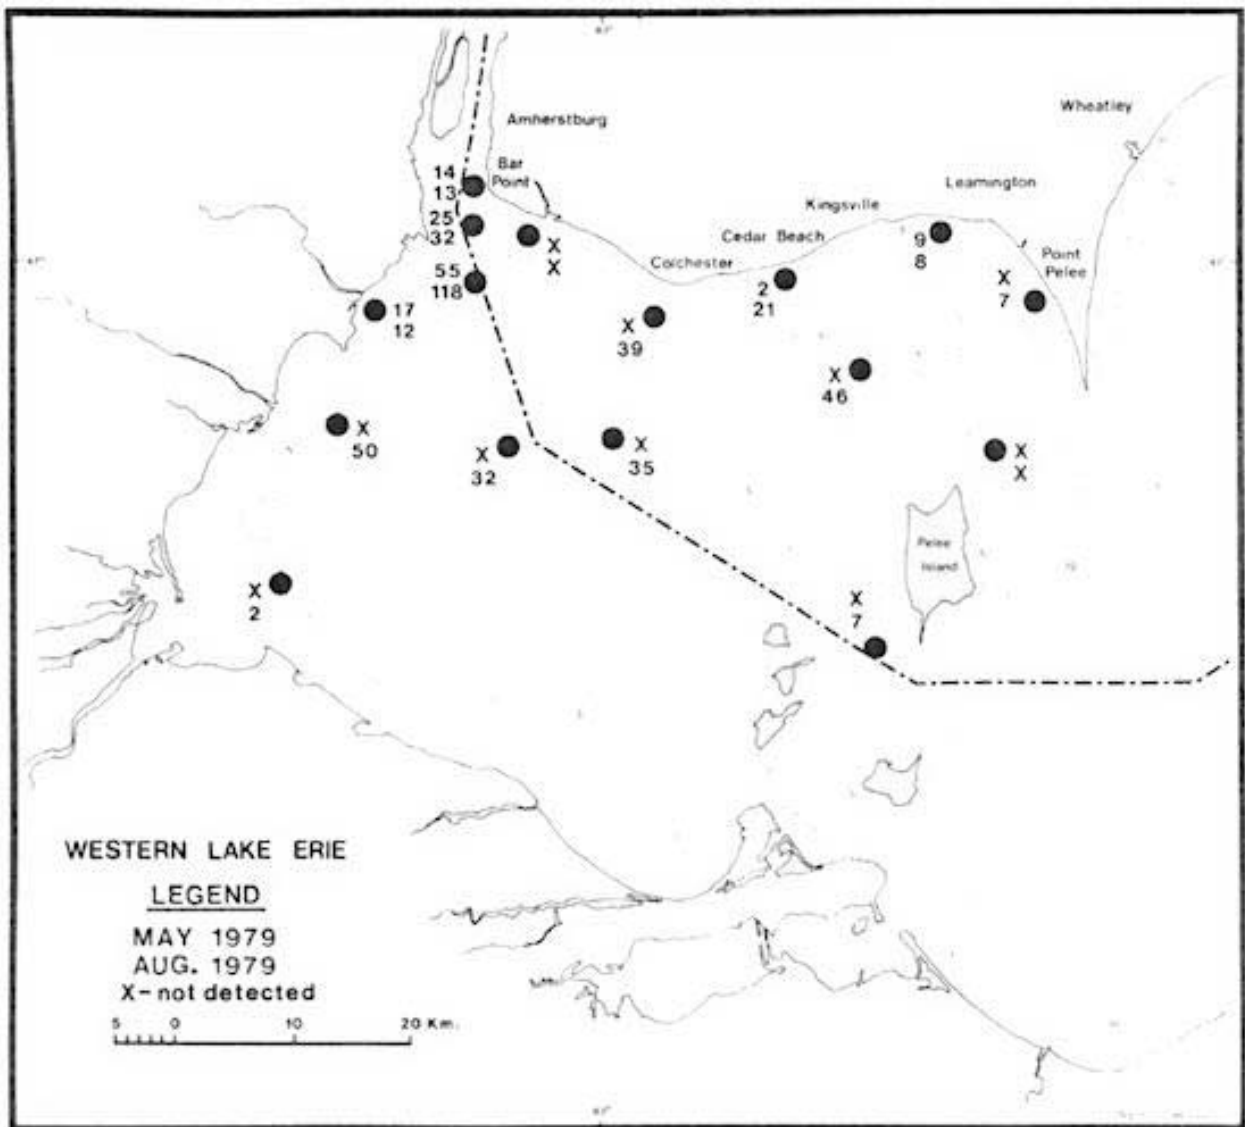 Wheatley
Amherstburg
Bar
Point
Leamington
Kingsville
Cedar Beach
Colchester
Point
Pelee
14
13
25
32
X
X
55
118
17
12
9
8
X
7
2
21
X
39
X
46
X
50
X
32
X
35
X
X
Pelee
Island
X
2
X
7
WESTERN LAKE ERIE
LEGEND
MAY 1979
AUG. 1979
X-not detected
5 0 10 20 Km.